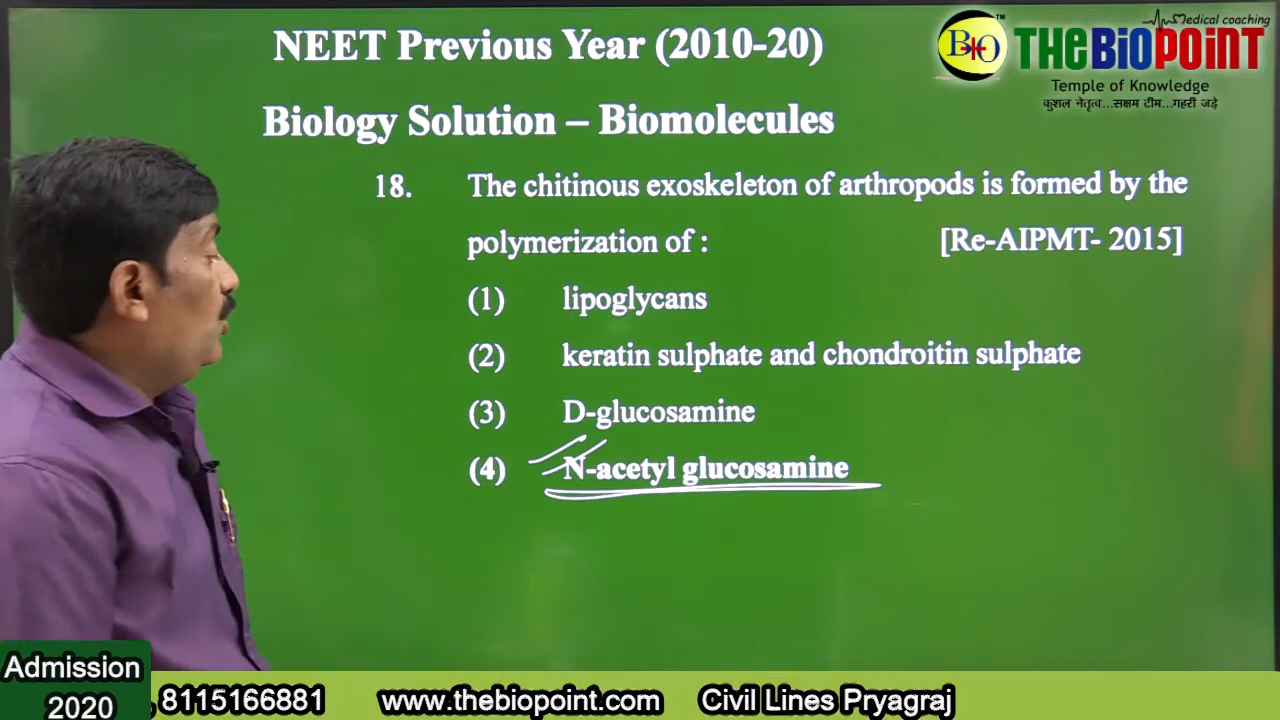 NEET Previous Year (2010-20)
Biology Solution – Biomolecules
BIO THEBiOPOiNT™
Medical coaching
Temple of Knowledge
कुशल नेतृत्व...सक्षम टीम...गहरी जड़े
18. The chitinous exoskeleton of arthropods is formed by the
polymerization of : [Re-AIPMT- 2015]
(1) lipoglycans
(2) keratin sulphate and chondroitin sulphate
(3) D-glucosamine
(4) N-acetyl glucosamine
Admission
2020
, 8115166881 www.thebiopoint.com Civil Lines Pryagraj